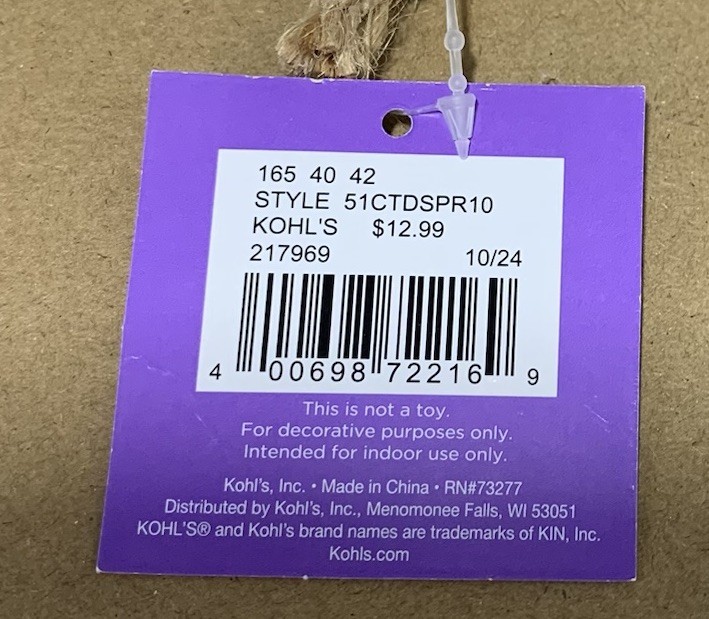 165 40 42
STYLE 51CTDSPR10
KOHL'S $12.99
217969 10/24
4 00698 72216 9
This is not a toy.
For decorative purposes only.
Intended for indoor use only.
Kohl's, Inc. • Made in China • RN#73277
Distributed by Kohl's, Inc., Menomonee Falls, WI 53051
KOHL'S® and Kohl's brand names are trademarks of KIN, Inc.
Kohls.com